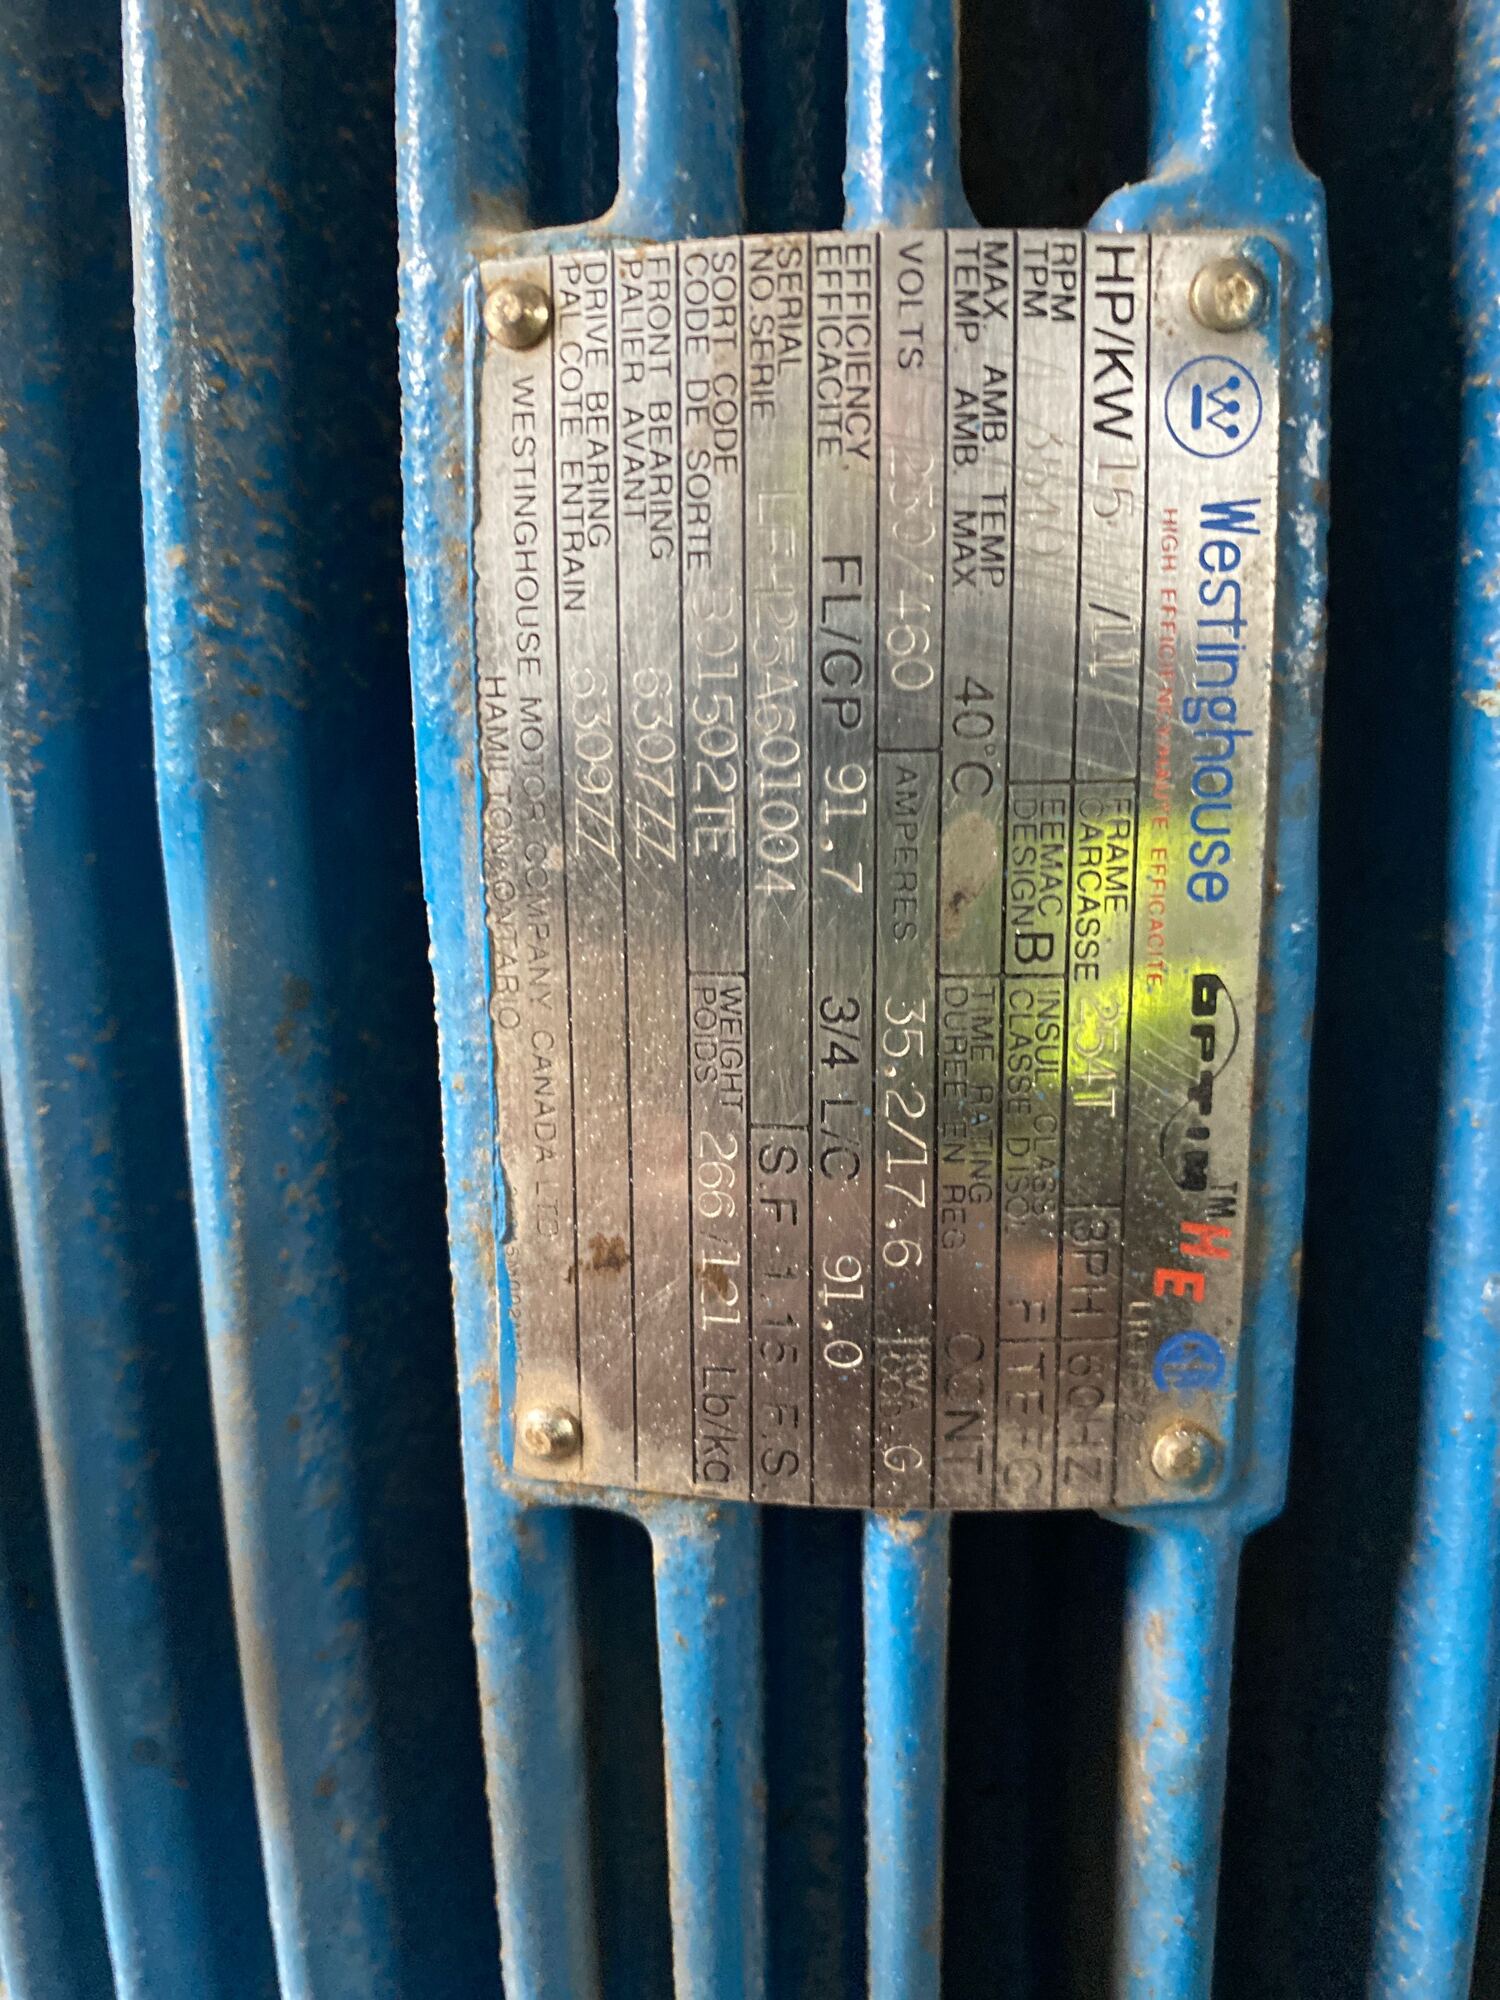 W Westinghouse OPTIM™ HE
HIGH EFFICIENCY/HAUTE EFFICACITE
HP/KW 15 /11 FRAME CARCASSE 254T 3PH 60HZ
RPM TPM EEMAC DESIGN B INSUL CLASS CLASSE D'ISOL F TEFC
MAX. AMB. TEMP 40°C TIME RATING CONT
TEMP. AMB. MAX DUREE EN REG
VOLTS 230/460 AMPERES 35.2/17.6 KVA CODE G
EFFICIENCY EFFICACITE FL/CP 91.7 3/4 L/C 91.0
SERIAL NO. SERIE A601004 S.F. 1.15 F.S.
SORT CODE CODE DE SORTE 301502TE WEIGHT POIDS 266/121 Lb/kg
FRONT BEARING PALIER AVANT 6307ZZ
DRIVE BEARING PAL. COTE ENTRAIN 6309ZZ
WESTINGHOUSE MOTOR COMPANY CANADA LTD
HAMILTON, ONTARIO